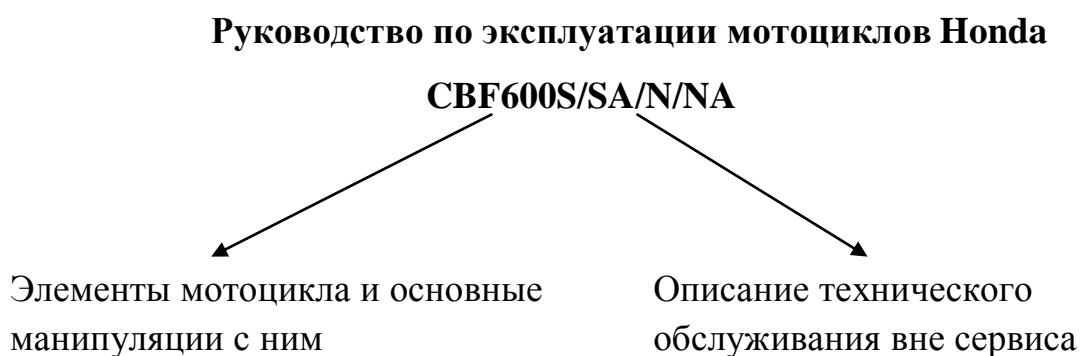 Руководство по эксплуатации мотоциклов Honda
CBF600S/SA/N/NA
Элементы мотоцикла и основные
манипуляции с ним
Описание технического
обслуживания вне сервиса